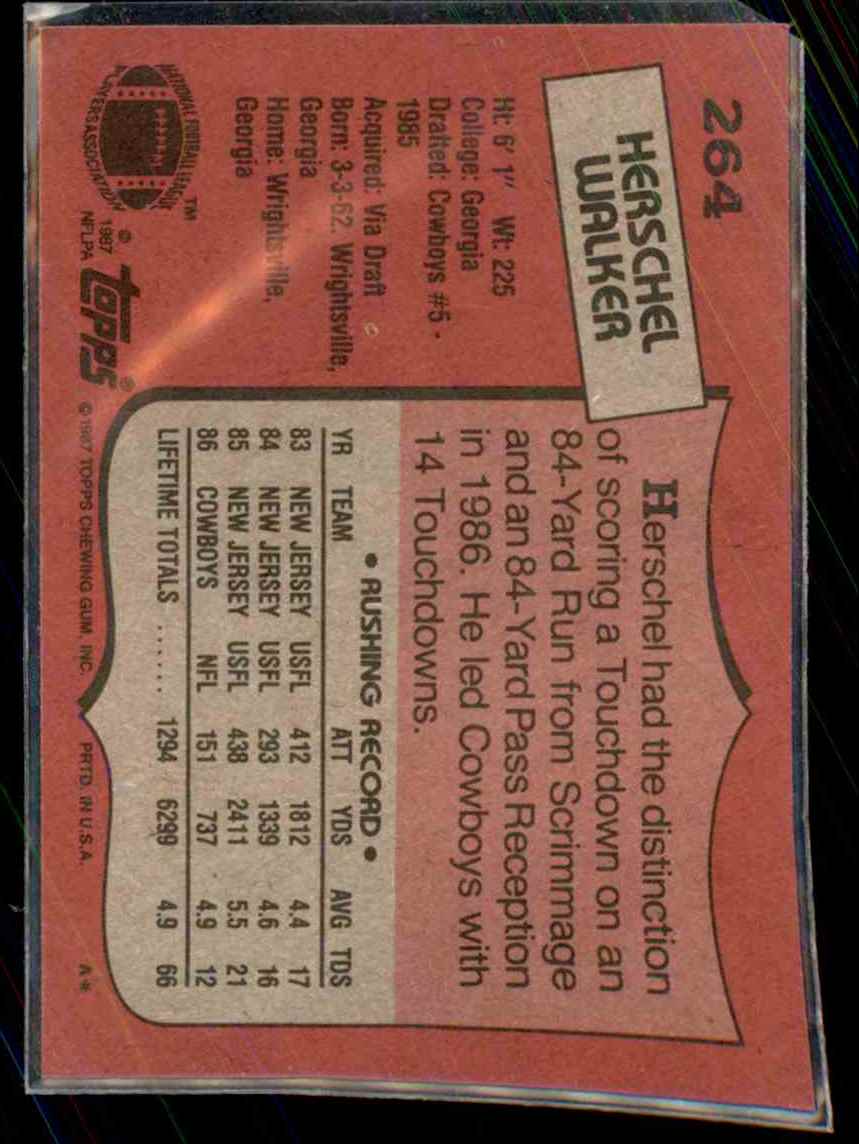 264
HERSCHEL
WALKER
Ht: 6' 1" Wt: 225
College: Georgia
Drafted: Cowboys #5 -
1985
Acquired: Via Draft
Born: 3-3-62, Wrightsville,
Georgia
Home: Wrightsville,
Georgia
NATIONAL FOOTBALL LEAGUE
PLAYERS ASSOCIATION
TM
© 1987
NFLPA
topps®
Herschel had the distinction
of scoring a Touchdown on an
84-Yard Run from Scrimmage
and an 84-Yard Pass Reception
in 1986. He led Cowboys with
14 Touchdowns.
• RUSHING RECORD •
YR TEAM ATT YDS AVG TDS
83 NEW JERSEY USFL 412 1812 4.4 17
84 NEW JERSEY USFL 293 1339 4.6 16
85 NEW JERSEY USFL 438 2411 5.5 21
86 COWBOYS NFL 151 737 4.9 12
LIFETIME TOTALS ...... 1294 6299 4.9 66
© 1987 TOPPS CHEWING GUM, INC. PRTD. IN U.S.A. A*